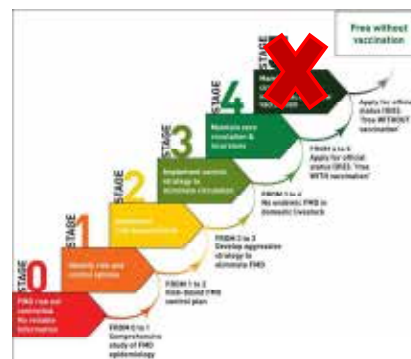 Free without
vaccination
STAGE
Apply for official
status (OIE),
'free WITHOUT
vaccination'
STAGE 4
Maintain zero
circulation &
incursions
FROM 4 to 5
Apply for official
status (OIE),
'free WITH vaccination'
STAGE 3
Implement control
strategy to
eliminate circulation
FROM 3 to 4
No endemic FMD in
domestic livestock
STAGE 2
FROM 2 to 3
Develop aggressive
strategy to
eliminate FMD
STAGE 1
Identify risk and
control options
FROM 1 to 2
Risk-based FMD
control plan
STAGE 0
FMD risk not
controlled.
No reliable
information
FROM 0 to 1
Comprehensive
study of FMD
epidemiology